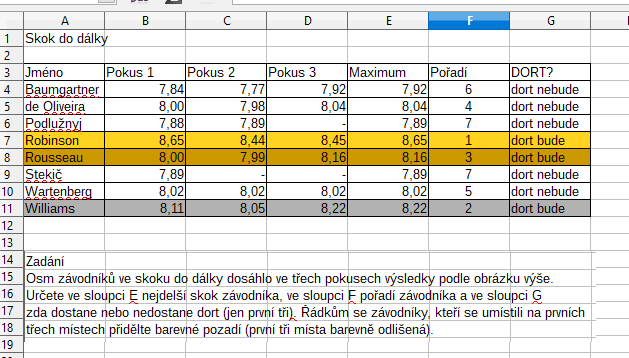 A B C D E F G
1 Skok do dálky
2
3 Jméno Pokus 1 Pokus 2 Pokus 3 Maximum Pořadí DORT?
4 Baumgartner 7,84 7,77 7,92 7,92 6 dort nebude
5 de Oliveira 8,00 7,98 8,04 8,04 4 dort nebude
6 Podlužnyj 7,88 7,89 - 7,89 7 dort nebude
7 Robinson 8,65 8,44 8,45 8,65 1 dort bude
8 Rousseau 8,00 7,99 8,16 8,16 3 dort bude
9 Stekič 7,89 - - 7,89 7 dort nebude
10 Wartenberg 8,02 8,02 8,02 8,02 5 dort nebude
11 Williams 8,11 8,05 8,22 8,22 2 dort bude
12
13
14 Zadání
15 Osm závodníků ve skoku do dálky dosáhlo ve třech pokusech výsledky podle obrázku výše.
16 Určete ve sloupci E nejdelší skok závodníka, ve sloupci F pořadí závodníka a ve sloupci G
17 zda dostane nebo nedostane dort (jen první tři). Řádkům se závodníky, kteří se umístili na prvních
18 třech místech přidělte barevné pozadí (první tři místa barevně odlišená).